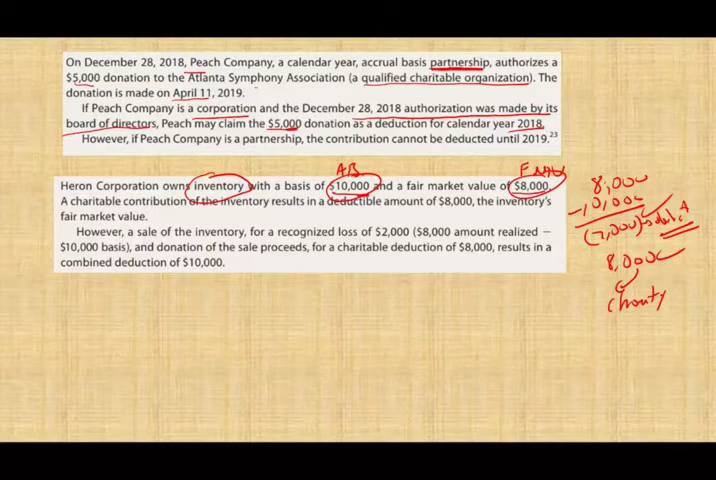 On December 28, 2018, Peach Company, a calendar year, accrual basis partnership, authorizes a
$5,000 donation to the Atlanta Symphony Association (a qualified charitable organization). The
donation is made on April 11, 2019.
If Peach Company is a corporation and the December 28, 2018 authorization was made by its
board of directors, Peach may claim the $5,000 donation as a deduction for calendar year 2018.
However, if Peach Company is a partnership, the contribution cannot be deducted until 2019.23
AB
Heron Corporation owns inventory with a basis of $10,000 and a fair market value of $8,000.
A charitable contribution of the inventory results in a deductible amount of $8,000, the inventory's
fair market value.
However, a sale of the inventory, for a recognized loss of $2,000 ($8,000 amount realized −
$10,000 basis), and donation of the sale proceeds, for a charitable deduction of $8,000, results in a
combined deduction of $10,000.
8,000
8,000